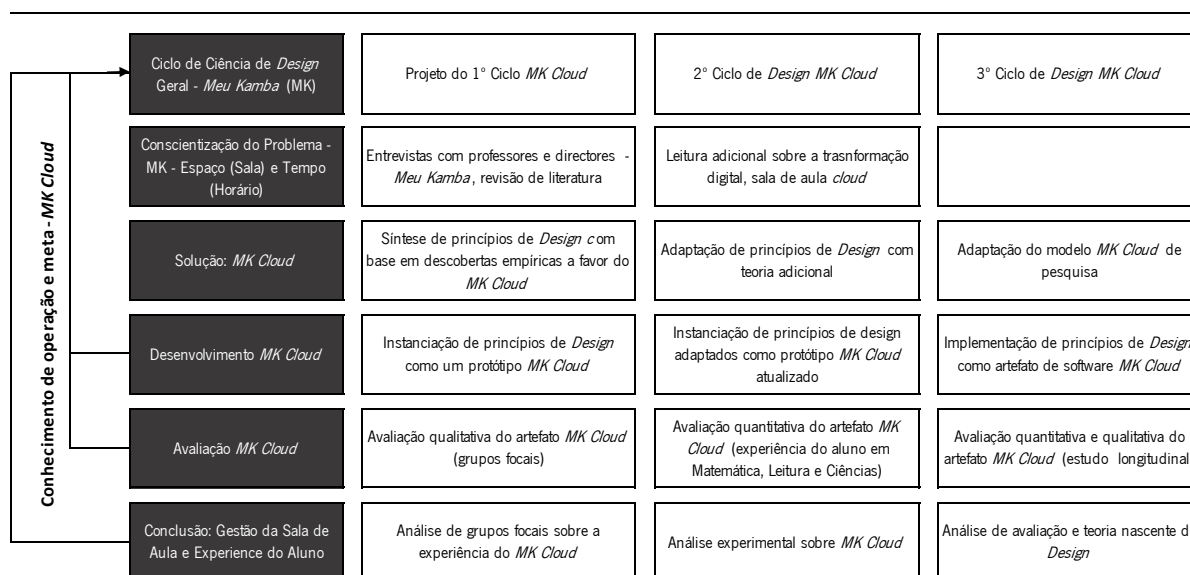 Conhecimento de operação e meta - MK Cloud
Ciclo de Ciência de Design
Geral - Meu Kamba (MK)
Projeto do 1° Ciclo MK Cloud
2° Ciclo de Design MK Cloud
3° Ciclo de Design MK Cloud
Conscientização do Problema -
MK - Espaço (Sala) e Tempo
(Horário)
Entrevistas com professores e directores -
Meu Kamba, revisão de literatura
Leitura adicional sobre a trasnformação
digital, sala de aula cloud
Solução: MK Cloud
Síntese de princípios de Design com
base em descobertas empíricas a favor do
MK Cloud
Adaptação de princípios de Design com
teoria adicional
Adaptação do modelo MK Cloud de
pesquisa
Desenvolvimento MK Cloud
Instanciação de princípios de Design
como um protótipo MK Cloud
Instanciação de princípios de design
adaptados como protótipo MK Cloud
atualizado
Implementação de princípios de Design
como artefato de software MK Cloud
Avaliação MK Cloud
Avaliação qualitativa do artefato MK Cloud
(grupos focais)
Avaliação quantitativa do artefato MK
Cloud (experiência do aluno em
Matemática, Leitura e Ciências)
Avaliação quantitativa e qualitativa do
artefato MK Cloud (estudo longitudinal
Conclusão: Gestão da Sala de
Aula e Experience do Aluno
Análise de grupos focais sobre a
experiência do MK Cloud
Análise experimental sobre MK Cloud
Análise de avaliação e teoria nascente d
Design